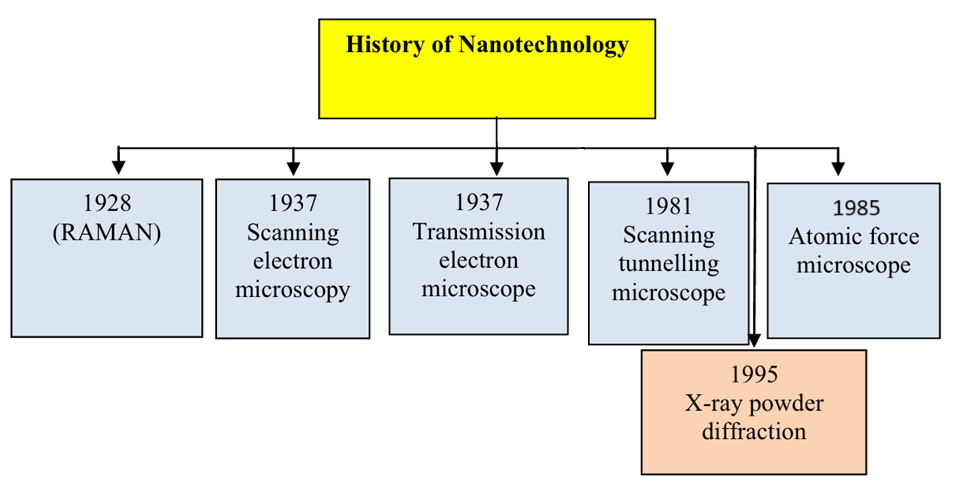 History of Nanotechnology
1928
(RAMAN)
1937
Scanning
electron
microscopy
1937
Transmission
electron
microscope
1981
Scanning
tunnelling
microscope
1985
Atomic force
microscope
1995
X-ray powder
diffraction